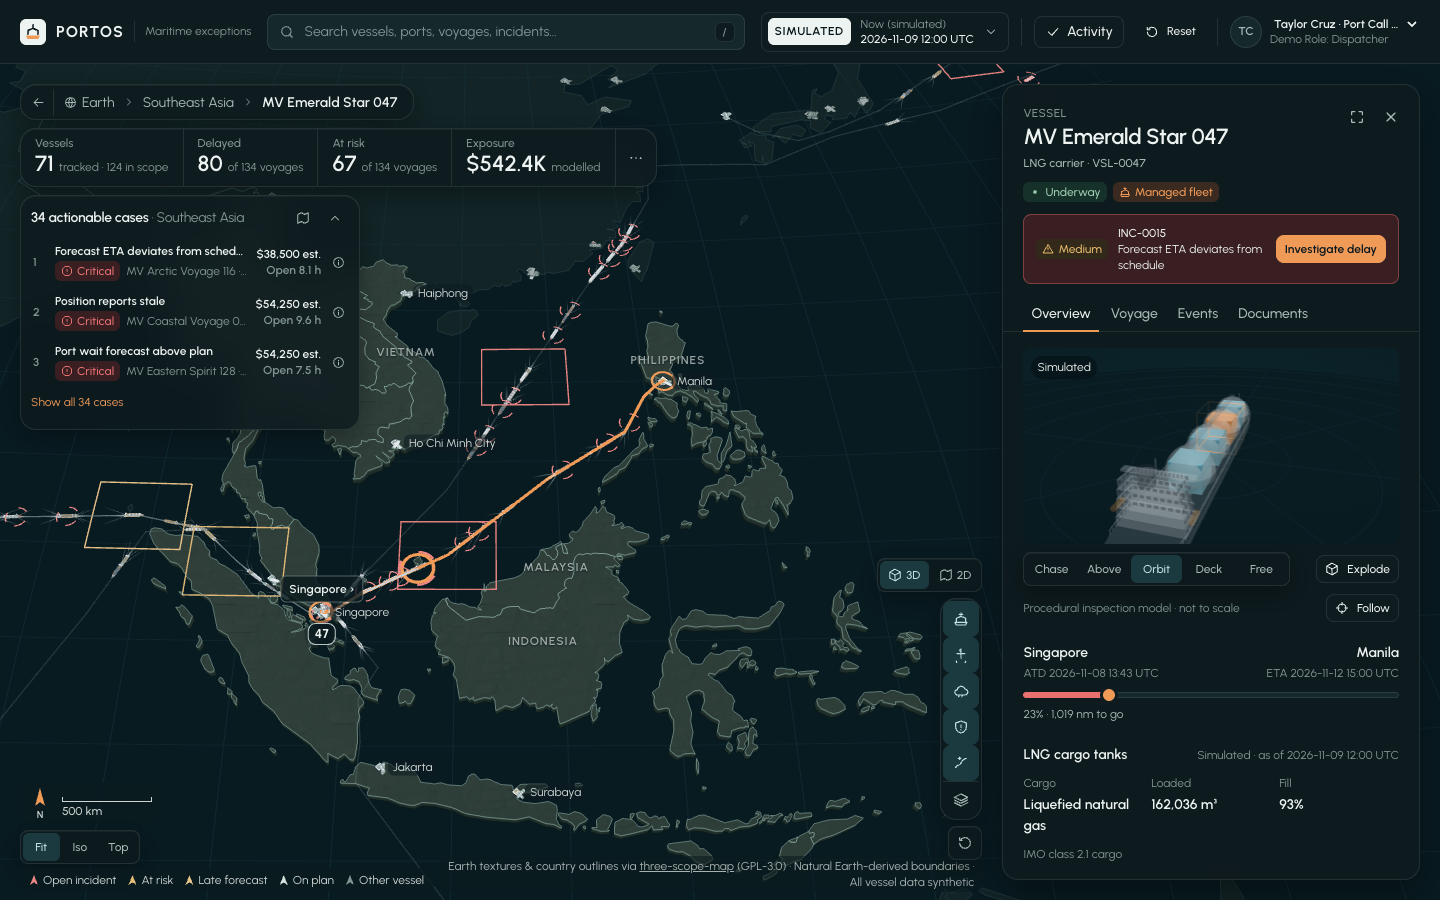 PORTOS
Maritime exceptions
Search vessels, ports, voyages, incidents...
/
SIMULATED
Now (simulated)
2026-11-09 12:00 UTC
Activity
Reset
TC
Taylor Cruz · Port Call ...
Demo Role: Dispatcher
Earth
Southeast Asia
MV Emerald Star 047
Vessels
71 tracked · 124 in scope
Delayed
80 of 134 voyages
At risk
67 of 134 voyages
Exposure
$542.4K modelled
34 actionable cases · Southeast Asia
1
Forecast ETA deviates from sched...
$38,500 est.
Critical
MV Arctic Voyage 116 ·...
Open 8.1 h
2
Position reports stale
$54,250 est.
Critical
MV Coastal Voyage 0...
Open 9.6 h
3
Port wait forecast above plan
$54,250 est.
Critical
MV Eastern Spirit 128 ·...
Open 7.5 h
Show all 34 cases
Haiphong
VIETNAM
PHILIPPINES
Manila
Ho Chi Minh City
MALAYSIA
Singapore ›
Singapore
47
INDONESIA
Jakarta
Surabaya
3D
2D
N
500 km
Fit
Iso
Top
Open incident
At risk
Late forecast
On plan
Other vessel
Earth textures & country outlines via three-scope-map (GPL-3.0) · Natural Earth-derived boundaries ·
All vessel data synthetic
VESSEL
MV Emerald Star 047
LNG carrier · VSL-0047
Underway
Managed fleet
Medium
INC-0015
Forecast ETA deviates from
schedule
Investigate delay
Overview
Voyage
Events
Documents
Simulated
Chase
Above
Orbit
Deck
Free
Explode
Procedural inspection model · not to scale
Follow
Singapore
Manila
ATD 2026-11-08 13:43 UTC
ETA 2026-11-12 15:00 UTC
23% · 1,019 nm to go
LNG cargo tanks
Simulated · as of 2026-11-09 12:00 UTC
Cargo
Loaded
Fill
Liquefied natural
gas
162,036 m³
93%
IMO class 2.1 cargo